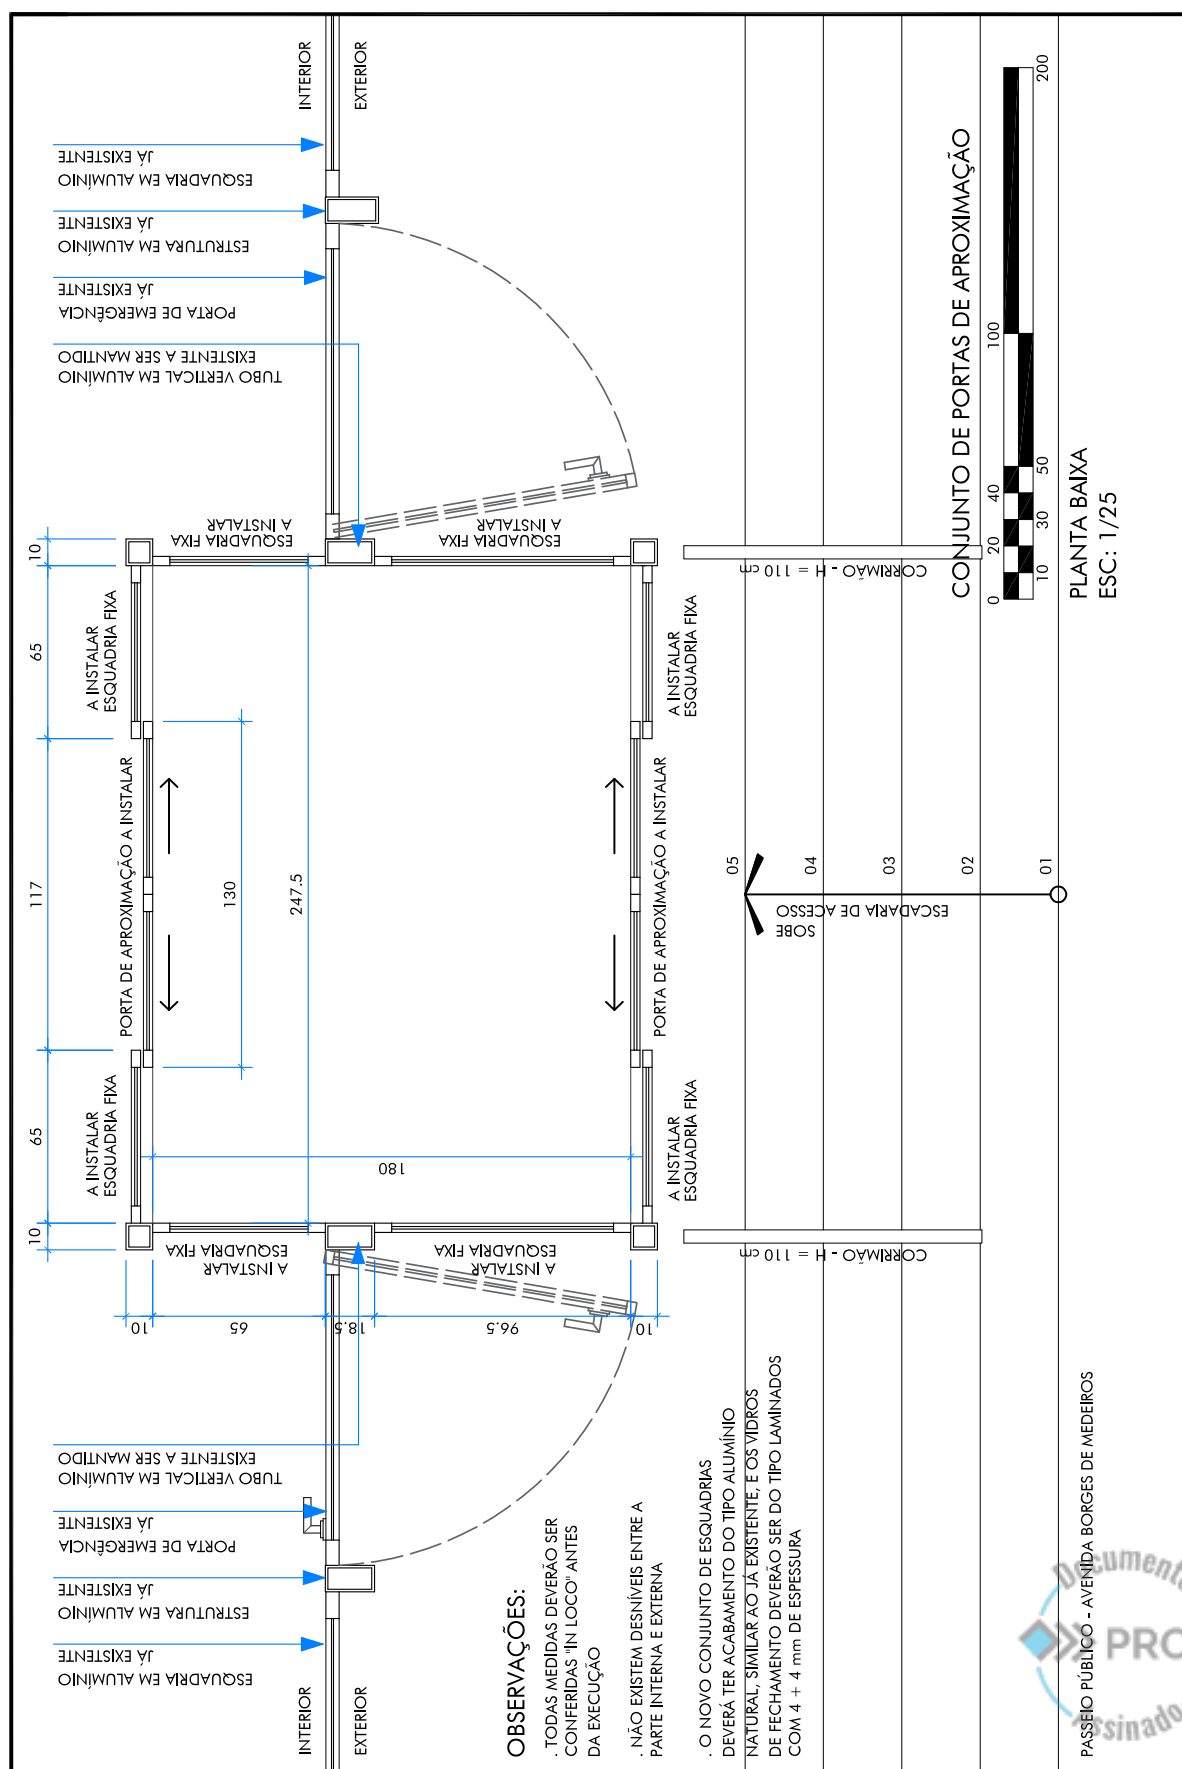 INTERIOR
EXTERIOR
ESQUADRIA EM ALUMÍNIO
JÁ EXISTENTE
ESTRUTURA EM ALUMÍNIO
JÁ EXISTENTE
PORTA DE EMERGÊNCIA
JÁ EXISTENTE
TUBO VERTICAL EM ALUMÍNIO
EXISTENTE A SER MANTIDO
10
65
18.5
96.5
10
A INSTALAR
ESQUADRIA FIXA
A INSTALAR
ESQUADRIA FIXA
10
65
117
65
10
A INSTALAR
ESQUADRIA FIXA
PORTA DE APROXIMAÇÃO A INSTALAR
A INSTALAR
ESQUADRIA FIXA
130
247.5
180
A INSTALAR
ESQUADRIA FIXA
PORTA DE APROXIMAÇÃO A INSTALAR
A INSTALAR
ESQUADRIA FIXA
ESQUADRIA FIXA
A INSTALAR
ESQUADRIA FIXA
A INSTALAR
TUBO VERTICAL EM ALUMÍNIO
EXISTENTE A SER MANTIDO
PORTA DE EMERGÊNCIA
JÁ EXISTENTE
ESTRUTURA EM ALUMÍNIO
JÁ EXISTENTE
ESQUADRIA EM ALUMÍNIO
JÁ EXISTENTE
INTERIOR
EXTERIOR
OBSERVAÇÕES:
. TODAS MEDIDAS DEVERÃO SER
CONFERIDAS "IN LOCO" ANTES
DA EXECUÇÃO
. NÃO EXISTEM DESNÍVEIS ENTRE A
PARTE INTERNA E EXTERNA
. O NOVO CONJUNTO DE ESQUADRIAS
DEVERÁ TER ACABAMENTO DO TIPO ALUMÍNIO
NATURAL, SIMILAR AO JÁ EXISTENTE, E OS VIDROS
DE FECHAMENTO DEVERÃO SER DO TIPO LAMINADOS
COM 4 + 4 mm DE ESPESSURA
CORRIMÃO - H = 110 cm
SOBE
ESCADARIA DE ACESSO
05
04
03
02
01
CORRIMÃO - H = 110 cm
PASSEIO PÚBLICO - AVENIDA BORGES DE MEDEIROS
CONJUNTO DE PORTAS DE APROXIMAÇÃO
0 20 40 100
10 30 50 200
PLANTA BAIXA
ESC: 1/25
PRO